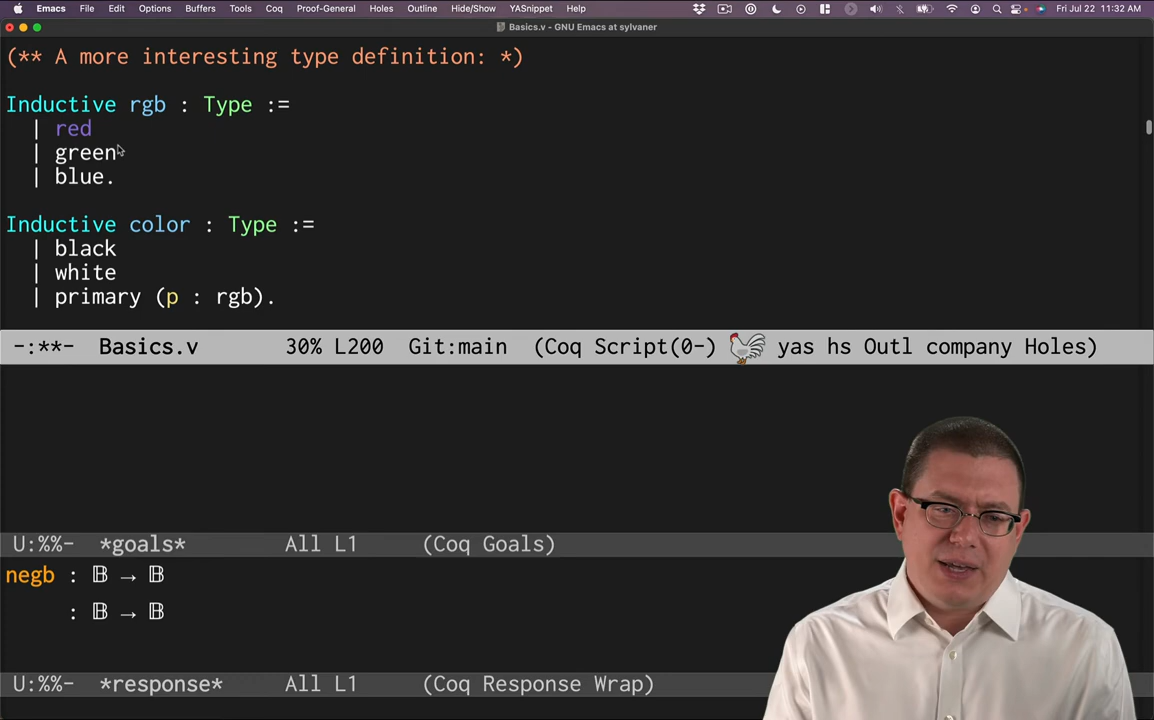 Emacs File Edit Options Buffers Tools Coq Proof-General Holes Outline Hide/Show YASnippet Help Fri Jul 22 11:32 AM
Basics.v - GNU Emacs at sylvaner
(** A more interesting type definition: *)
Inductive rgb : Type :=
| red
| green
| blue.
Inductive color : Type :=
| black
| white
| primary (p : rgb).
-:**- Basics.v 30% L200 Git:main (Coq Script(0-) yas hs Outl company Holes)
U:%%- *goals* All L1 (Coq Goals)
negb : 𝔹 → 𝔹
: 𝔹 → 𝔹
U:%%- *response* All L1 (Coq Response Wrap)